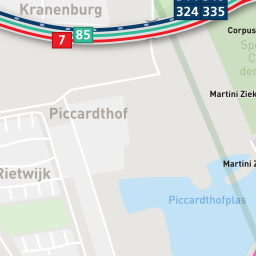 Kranenburg
324 335
7
85
Corpus
Martini Ziek
Piccardthof
Martini Z
Rietwijk
Piccardthofplas